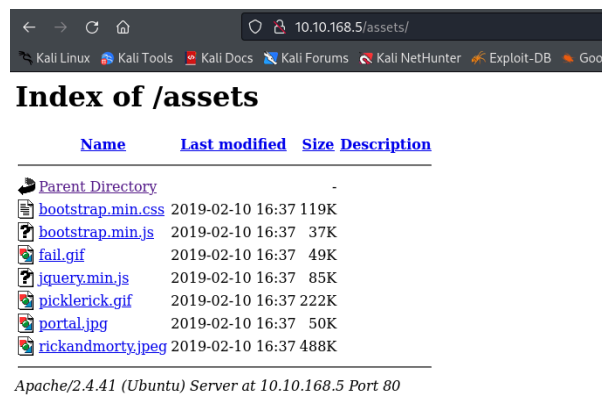 10.10.168.5/assets/
Kali Linux Kali Tools Kali Docs Kali Forums Kali NetHunter Exploit-DB Goo
Index of /assets
Name Last modified Size Description
Parent Directory -
bootstrap.min.css 2019-02-10 16:37 119K
bootstrap.min.js 2019-02-10 16:37 37K
fail.gif 2019-02-10 16:37 49K
jquery.min.js 2019-02-10 16:37 85K
picklerick.gif 2019-02-10 16:37 222K
portal.jpg 2019-02-10 16:37 50K
rickandmorty.jpeg 2019-02-10 16:37 488K
Apache/2.4.41 (Ubuntu) Server at 10.10.168.5 Port 80